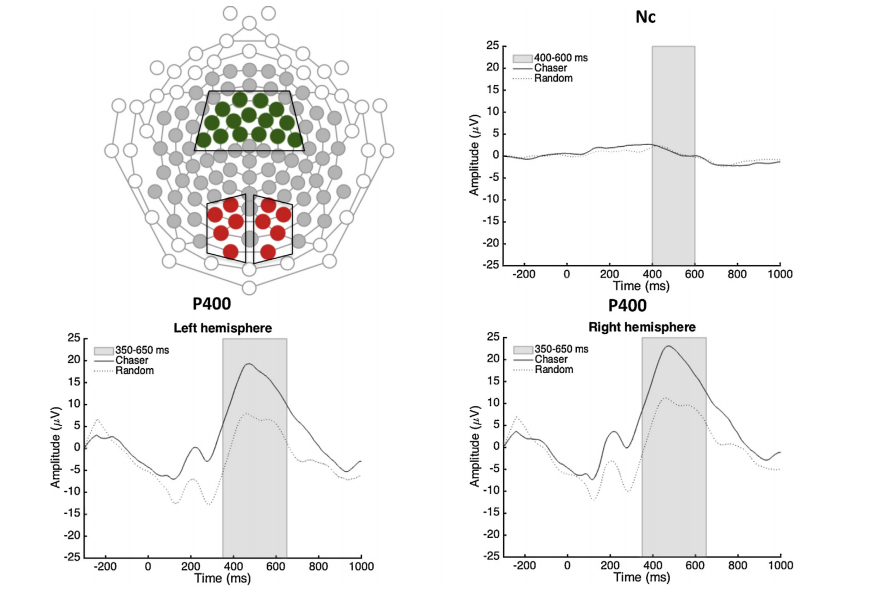 Nc
25
20
15
10
5
0
-5
-10
-15
-20
-25
Amplitude (μV)
400-600 ms
Chaser
Random
-200 0 200 400 600 800 1000
Time (ms)
P400
Left hemisphere
25
20
15
10
5
0
-5
-10
-15
-20
-25
Amplitude (μV)
350-650 ms
Chaser
Random
-200 0 200 400 600 800 1000
Time (ms)
P400
Right hemisphere
25
20
15
10
5
0
-5
-10
-15
-20
-25
Amplitude (μV)
350-650 ms
Chaser
Random
-200 0 200 400 600 800 1000
Time (ms)